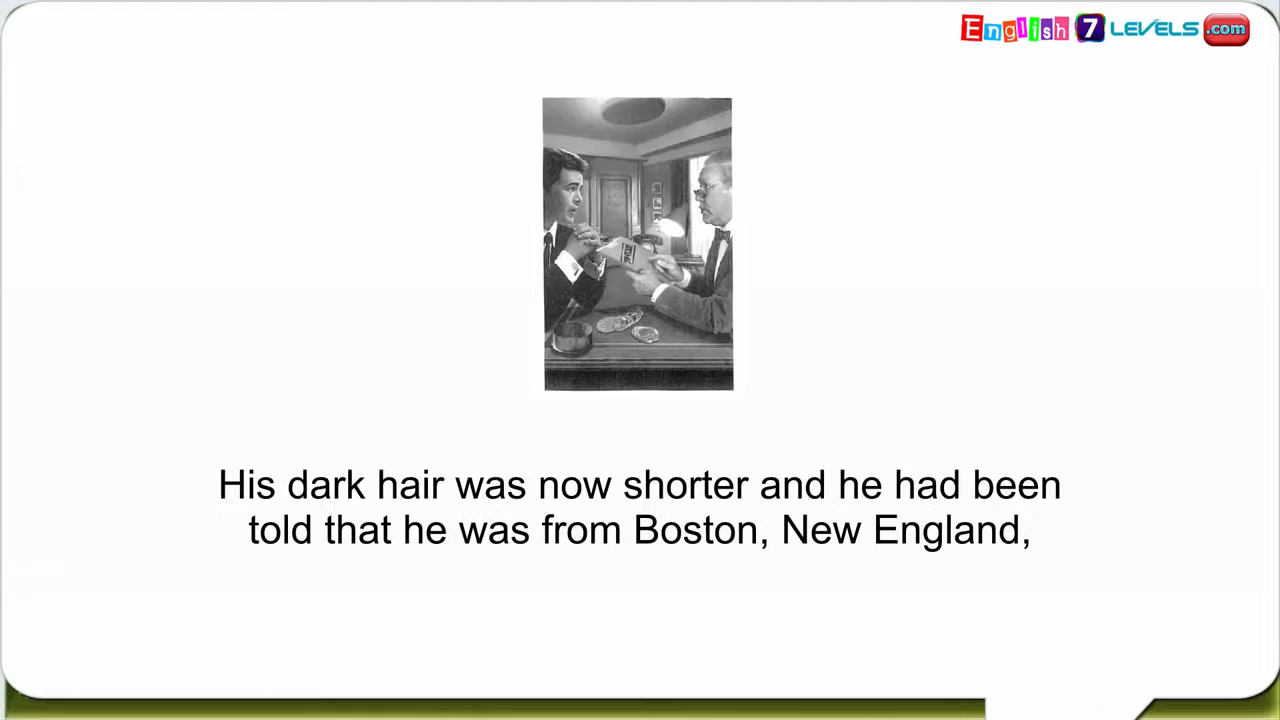 English 7 LEVELS .com
His dark hair was now shorter and he had been
told that he was from Boston, New England,